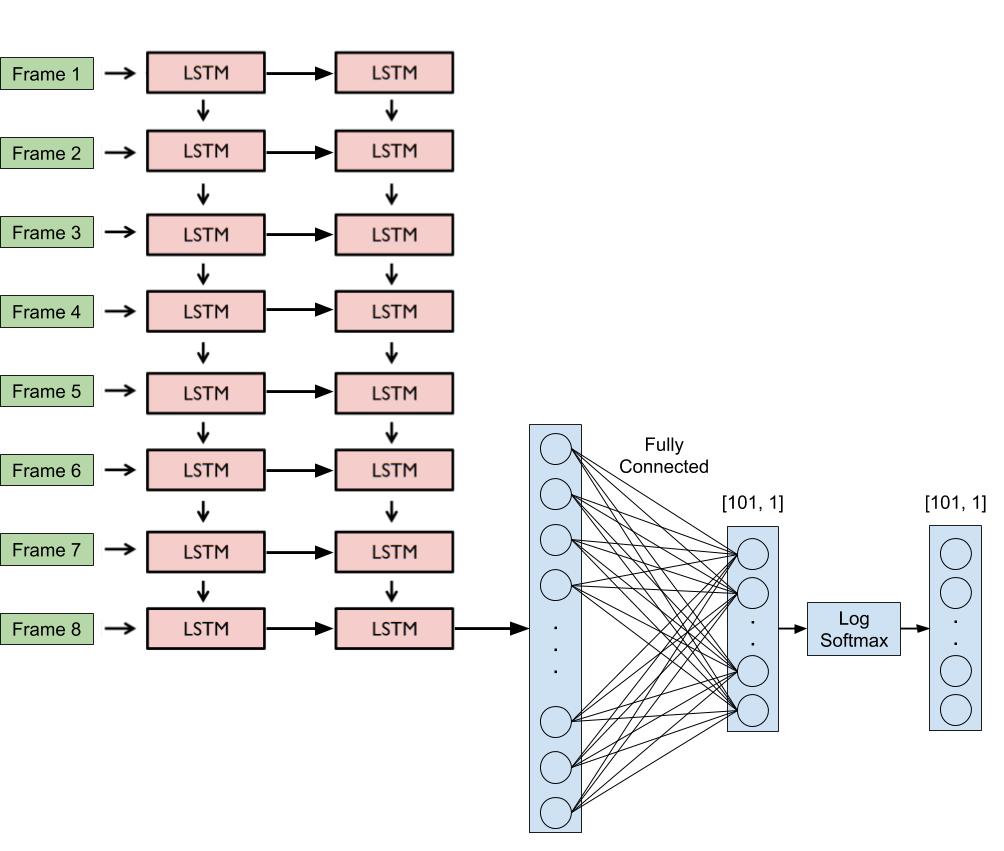 Frame 1
LSTM
LSTM
Frame 2
LSTM
LSTM
Frame 3
LSTM
LSTM
Frame 4
LSTM
LSTM
Frame 5
LSTM
LSTM
Frame 6
LSTM
LSTM
Frame 7
LSTM
LSTM
Frame 8
LSTM
LSTM
Fully
Connected
[101, 1]
Log
Softmax
[101, 1]